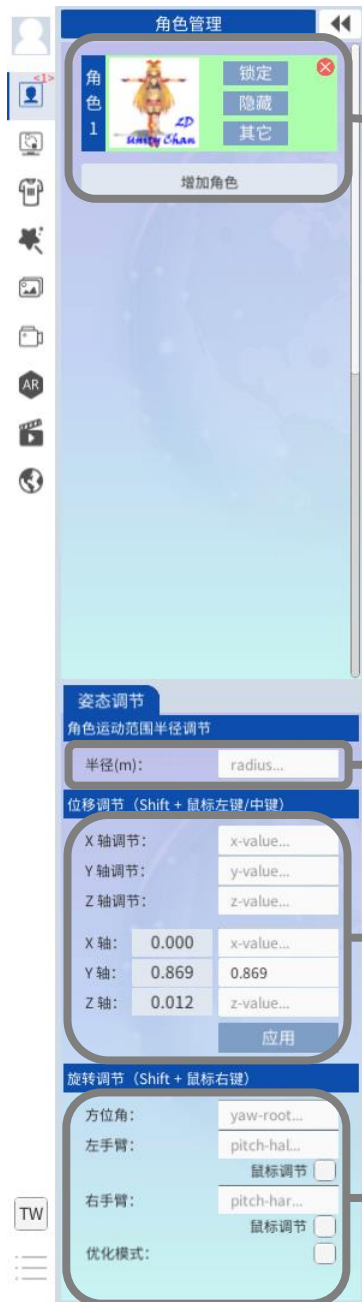 角色管理
<1>
角色1
锁定
隐藏
其它
LD
Unity Chan
增加角色
AR
姿态调节
角色运动范围半径调节
半径(m): radius...
位移调节（Shift + 鼠标左键/中键）
X 轴调节: x-value...
Y 轴调节: y-value...
Z 轴调节: z-value...
X 轴: 0.000 x-value...
Y 轴: 0.869 0.869
Z 轴: 0.012 z-value...
应用
旋转调节（Shift + 鼠标右键）
方位角: yaw-root...
左手臂: pitch-hal...
鼠标调节
右手臂: pitch-har...
鼠标调节
优化模式:
TW